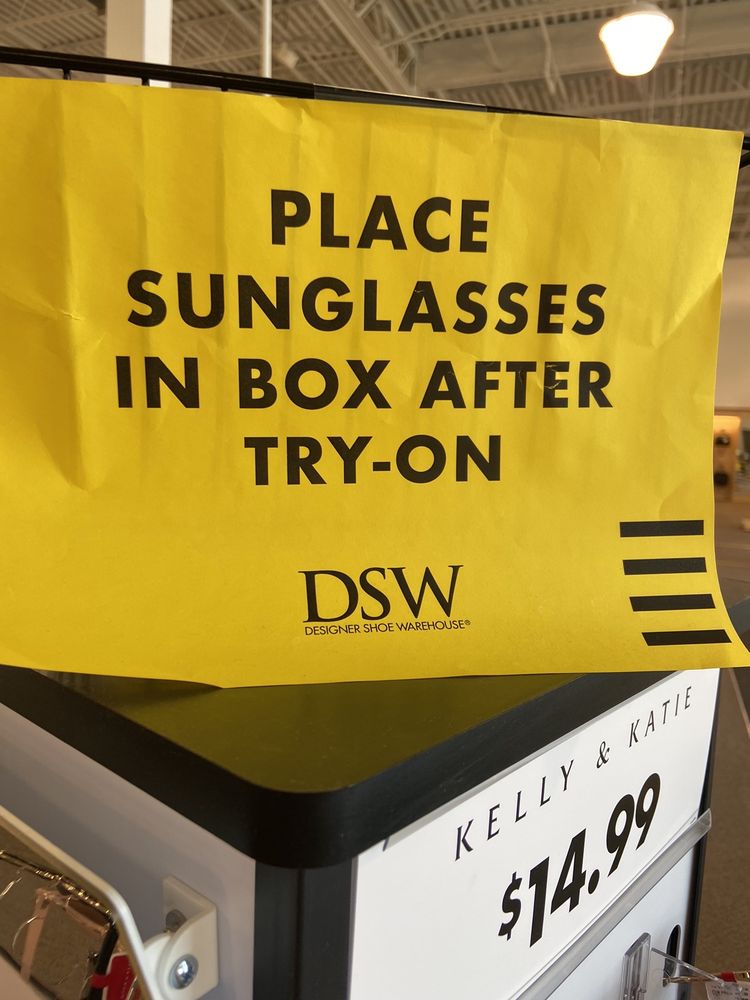 PLACE
SUNGLASSES
IN BOX AFTER
TRY-ON
DSW
DESIGNER SHOE WAREHOUSE®
KELLY & KATIE
$14.99